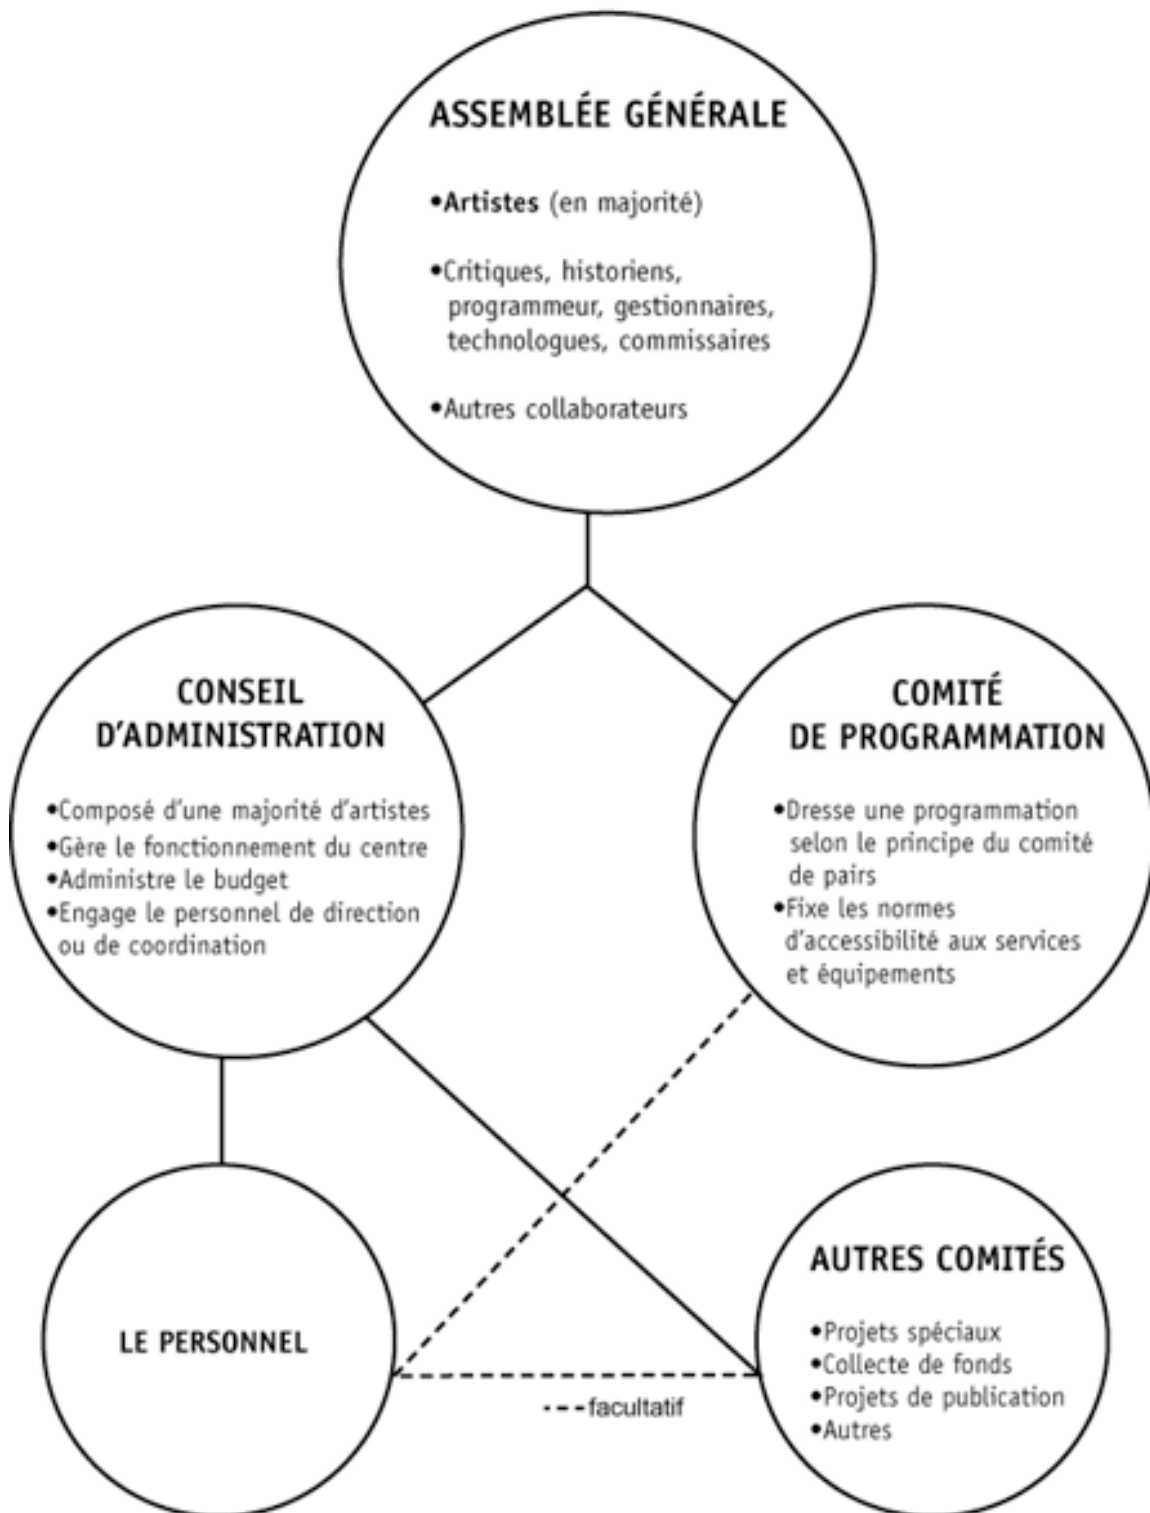 ASSEMBLÉE GÉNÉRALE
•Artistes (en majorité)
•Critiques, historiens,
programmeur, gestionnaires,
technologues, commissaires
•Autres collaborateurs
CONSEIL
D'ADMINISTRATION
•Composé d'une majorité d'artistes
•Gère le fonctionnement du centre
•Administre le budget
•Engage le personnel de direction
ou de coordination
COMITÉ
DE PROGRAMMATION
•Dresse une programmation
selon le principe du comité
de pairs
•Fixe les normes
d'accessibilité aux services
et équipements
LE PERSONNEL
AUTRES COMITÉS
•Projets spéciaux
•Collecte de fonds
•Projets de publication
•Autres
---facultatif